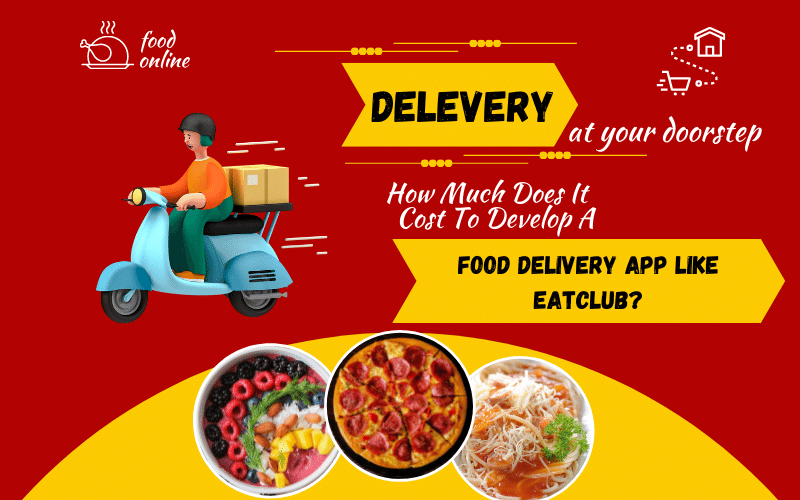 food
online
DELEVERY
at your doorstep
How Much Does It
Cost To Develop A
FOOD DELIVERY APP LIKE
EATCLUB?